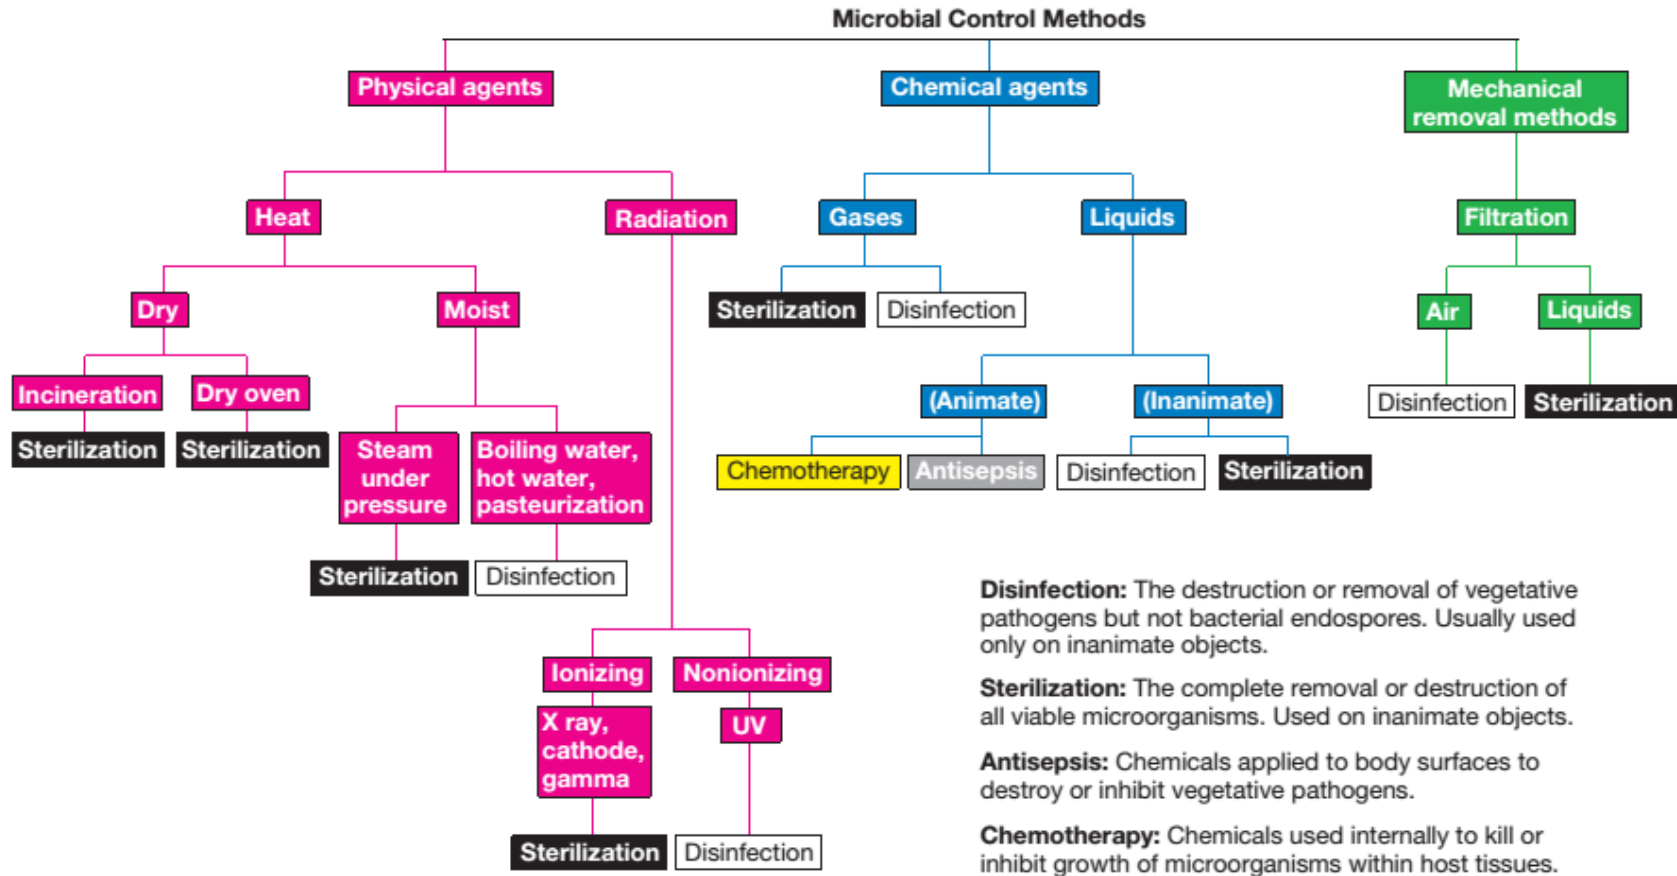 Microbial Control Methods
Physical agents
Chemical agents
Mechanical
removal methods
Heat
Radiation
Gases
Liquids
Filtration
Dry
Moist
Sterilization
Disinfection
Air
Liquids
Incineration
Dry oven
(Animate)
(Inanimate)
Disinfection
Sterilization
Sterilization
Sterilization
Steam
under
pressure
Boiling water,
hot water,
pasteurization
Chemotherapy
Antisepsis
Disinfection
Sterilization
Sterilization
Disinfection
Ionizing
Nonionizing
X ray,
cathode,
gamma
UV
Sterilization
Disinfection
Disinfection: The destruction or removal of vegetative
pathogens but not bacterial endospores. Usually used
only on inanimate objects.
Sterilization: The complete removal or destruction of
all viable microorganisms. Used on inanimate objects.
Antisepsis: Chemicals applied to body surfaces to
destroy or inhibit vegetative pathogens.
Chemotherapy: Chemicals used internally to kill or
inhibit growth of microorganisms within host tissues.